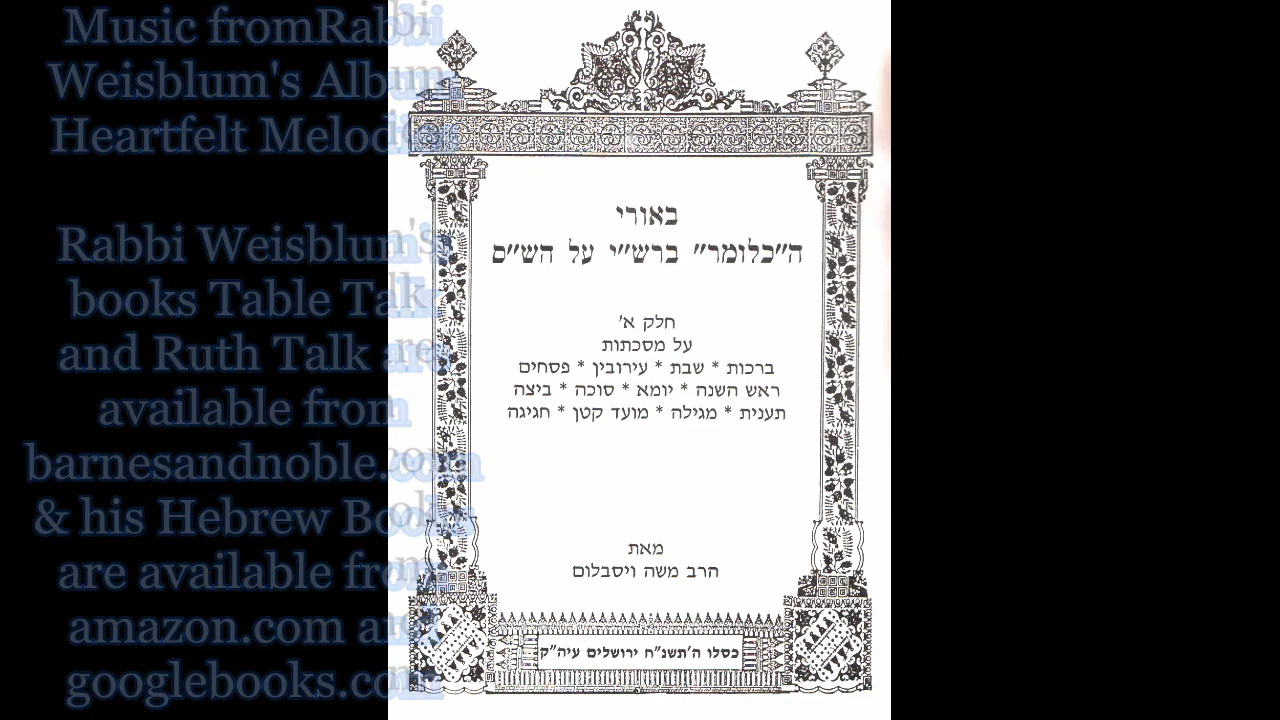 Music fromRabbi
Weisblum's Album
Heartfelt Melodies
Rabbi Weisblum's
books Table Talk
and Ruth Talk are
available from
barnesandnoble.com
& his Hebrew Books
are available from
amazon.com and
googlebooks.com
באורי
ה״כלומר״ ברש״י על הש״ס
חלק א׳
על מסכתות
ברכות * שבת * עירובין * פסחים
ראש השנה * יומא * סוכה * ביצה
תענית * מגילה * מועד קטן * חגיגה
מאת
הרב משה ויסבלום
כסלו ה׳תשנ״ח ירושלים עיה״ק